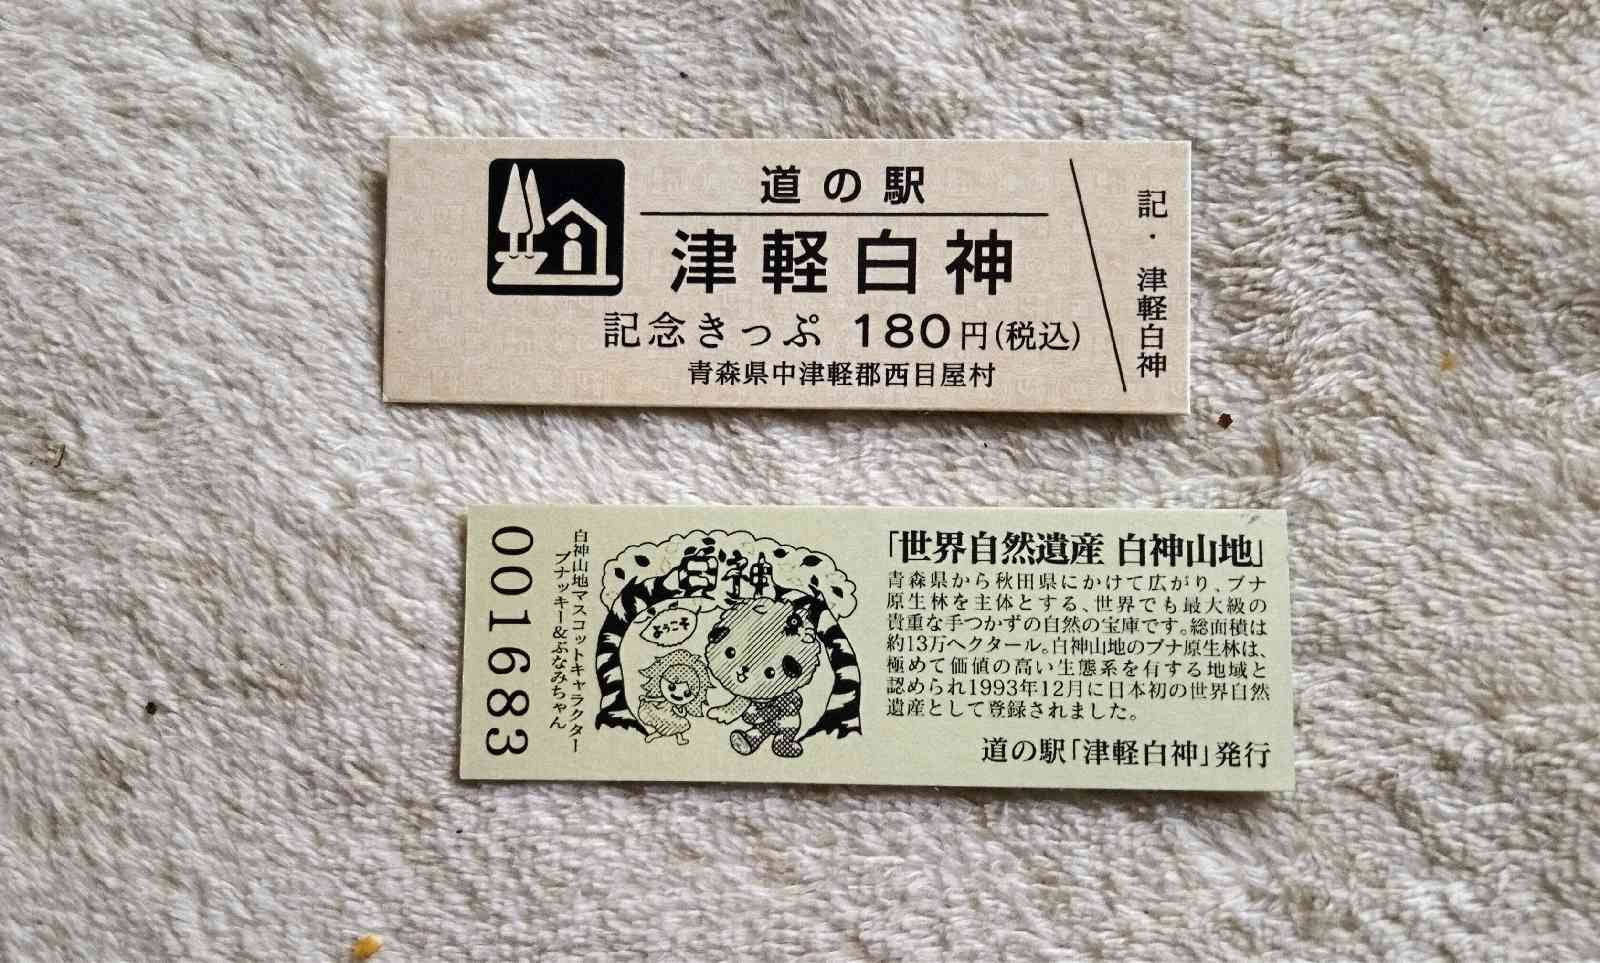 道の駅
津軽白神
記念きっぷ 180円(税込)
青森県中津軽郡西目屋村
記・津軽白神
001683
白神山地マスコットキャラクター
ブナッキー&ぶなみちゃん
白神
ようこそ
「世界自然遺産 白神山地」
青森県から秋田県にかけて広がり、ブナ
原生林を主体とする、世界でも最大級の
貴重な手つかずの自然の宝庫です。総面積は
約13万ヘクタール。白神山地のブナ原生林は、
極めて価値の高い生態系を有する地域と
認められ1993年12月に日本初の世界自然
遺産として登録されました。
道の駅「津軽白神」発行